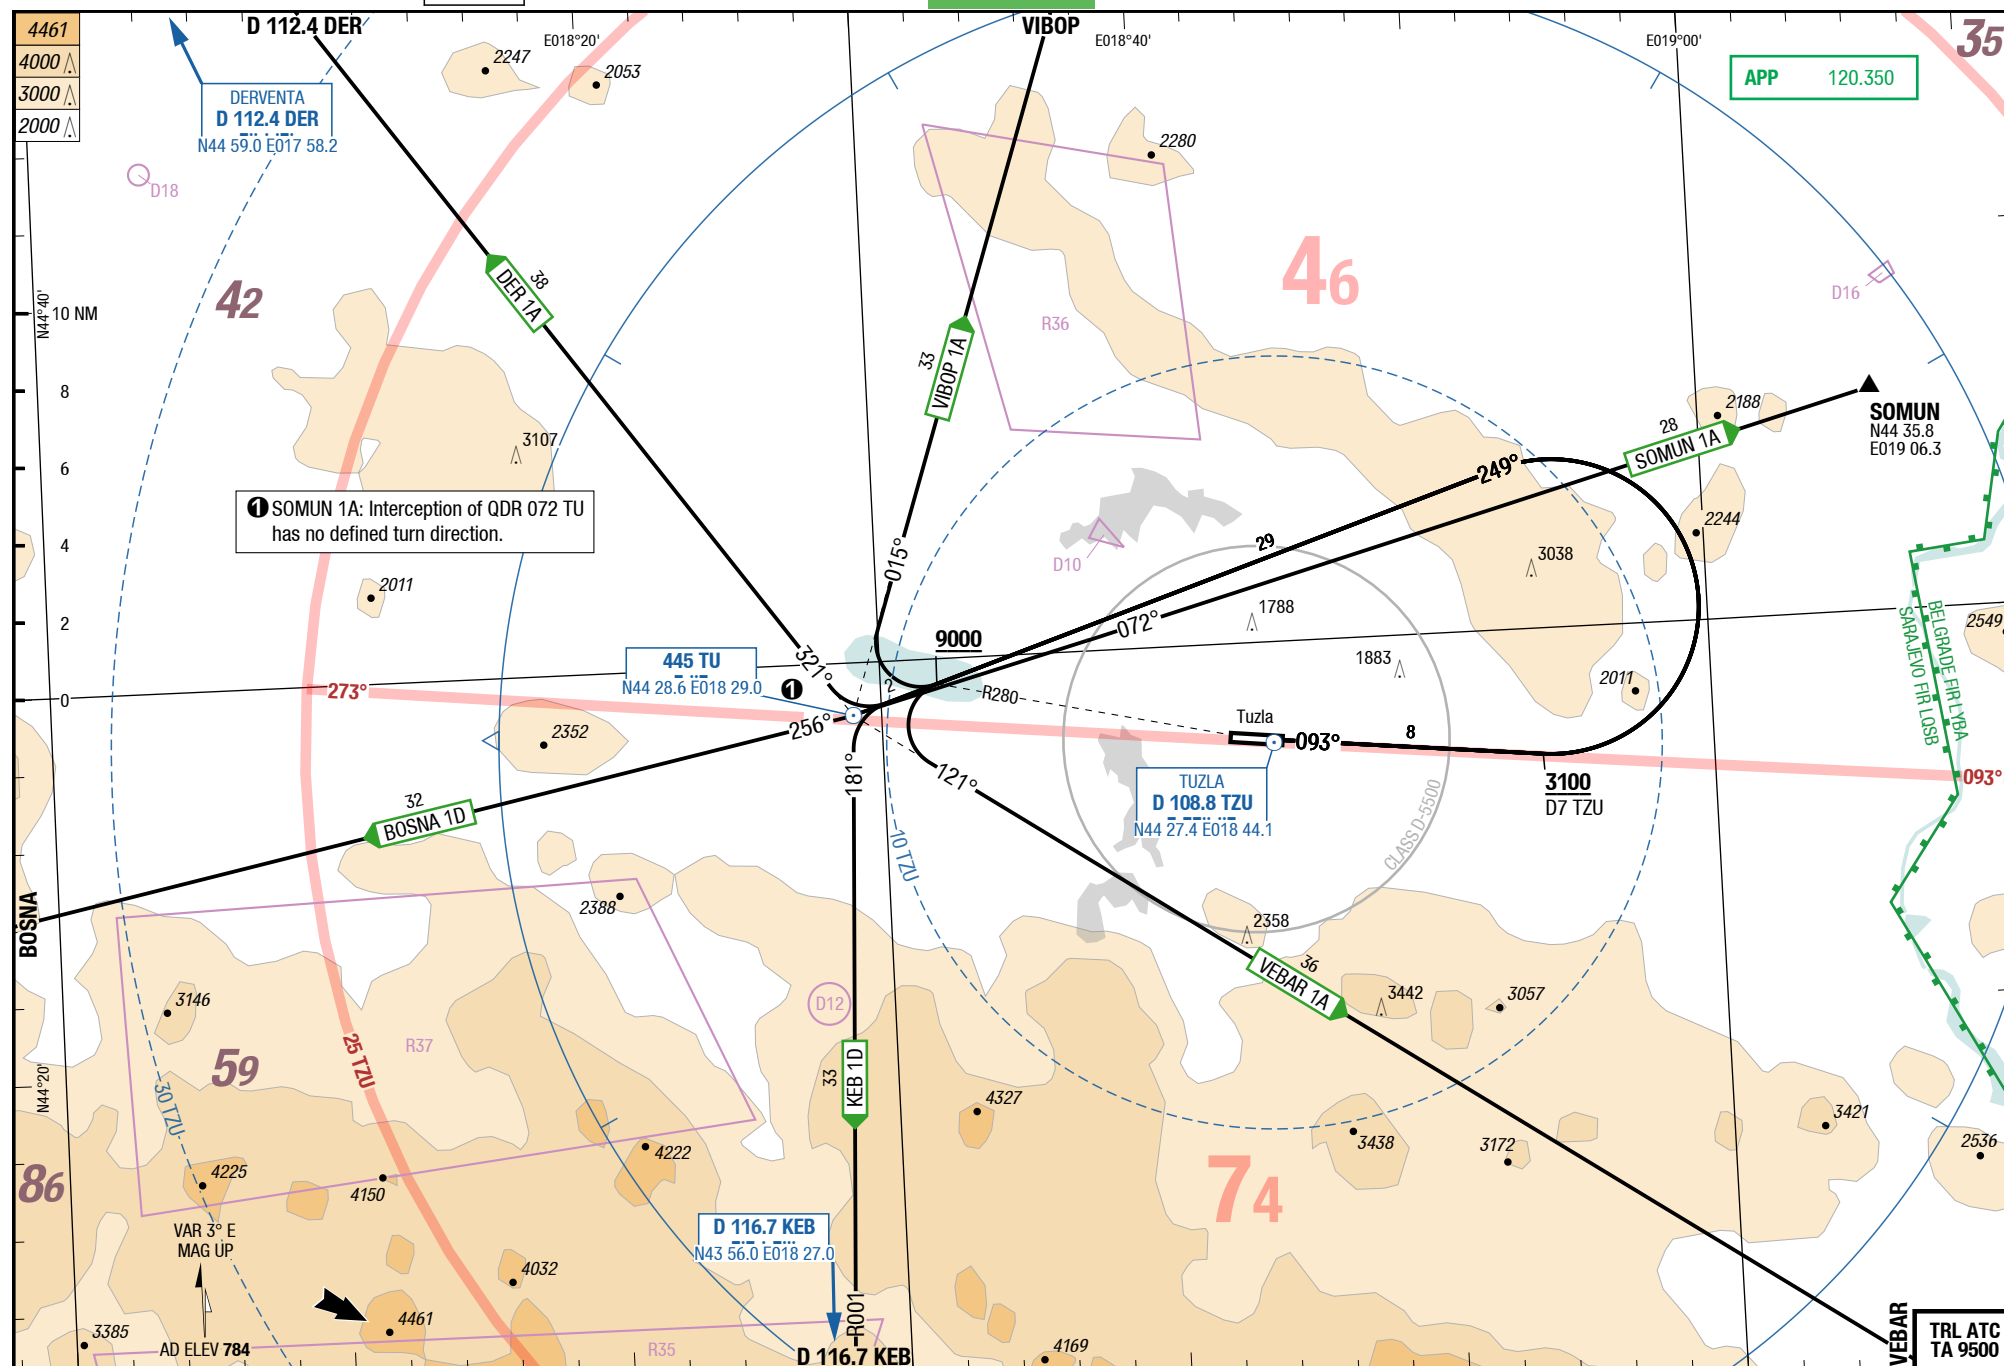 4461
4000
3000
2000
D 112.4 DER
VIBOP
E018°20'
E018°40'
E019°00'
35
APP 120.350
DERVENTA
D 112.4 DER
N44 59.0 E017 58.2
2247
2053
2280
D18
42
46
N44°40'
10 NM
8
6
4
2
0
38
DER 1A
33
VIBOP 1A
R36
D16
SOMUN
N44 35.8
E019 06.3
2188
28
SOMUN 1A
249°
3107
❶ SOMUN 1A: Interception of QDR 072 TU
has no defined turn direction.
2011
2244
3038
D10
29
015°
1788
072°
1883
2549
BELGRADE FIR LYBA
SARAJEVO FIR LQSB
9000
445 TU
N44 28.6 E018 29.0
❶
321°
2
R280
2011
273°
256°
2352
Tuzla
093°
8
093°
3100
D7 TZU
TUZLA
D 108.8 TZU
N44 27.4 E018 44.1
181°
121°
32
BOSNA 1D
10 TZU
CLASS D-5500
BOSNA
2388
2358
36
VEBAR 1A
3442
3057
3146
D12
R37
59
25 TZU
30 TZU
N44°20'
33
KEB 1D
4327
3421
3438
3172
2536
4222
4225
4150
86
74
VAR 3° E
MAG UP
D 116.7 KEB
N43 56.0 E018 27.0
4032
4461
3385
AD ELEV 784
R35
R001
D 116.7 KEB
4169
VEBAR
TRL ATC
TA 9500